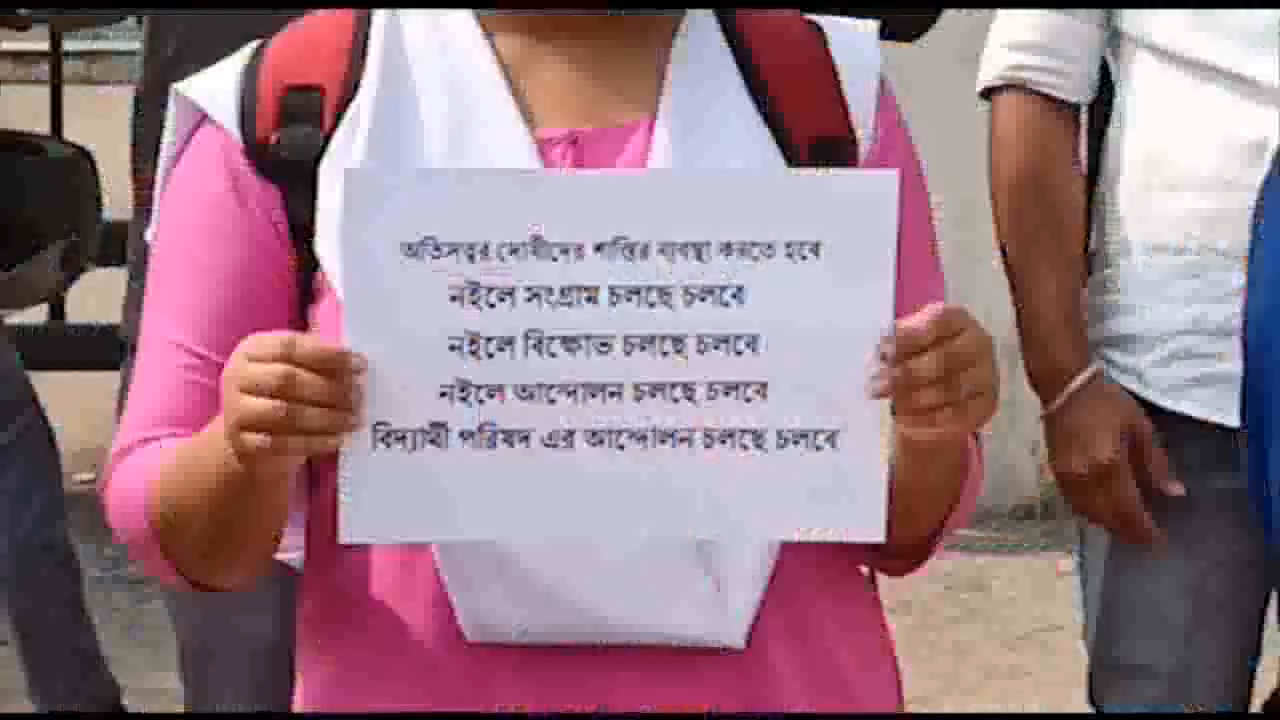 অতিসত্ত্বর দোষীদের শাস্তির ব্যবস্থা করতে হবে
নইলে সংগ্রাম চলছে চলবে
নইলে বিক্ষোভ চলছে চলবে
নইলে আন্দোলন চলছে চলবে
বিদ্যার্থী পরিষদ এর আন্দোলন চলছে চলবে